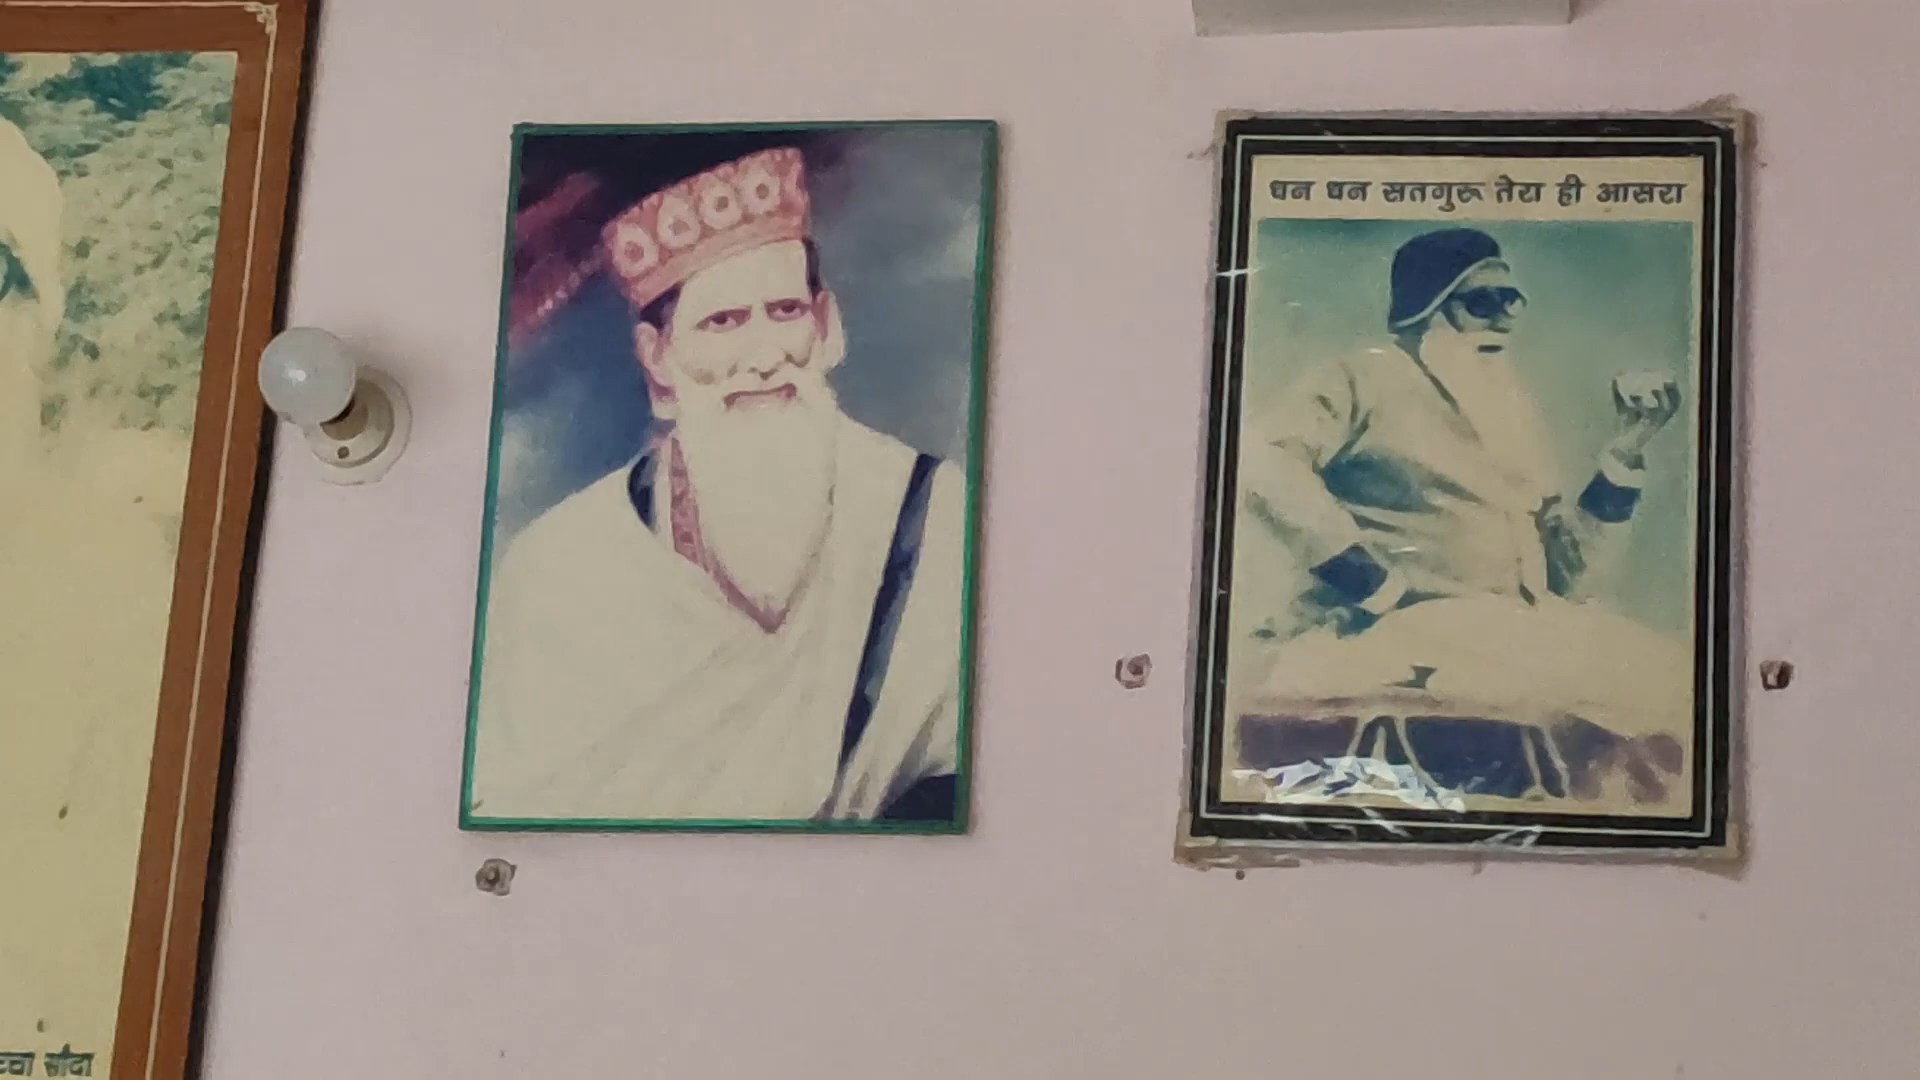 धन धन सतगुरू तेरा ही आसरा
सौदा